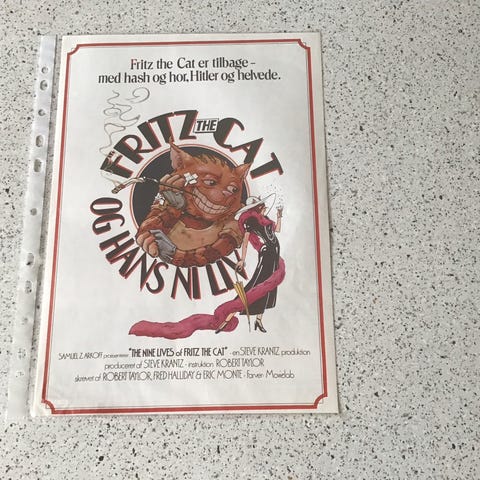 Fritz the Cat er tilbage –
med hash og hor, Hitler og helvede.
FRITZ THE CAT
OG HANS NI LIV
SAMUEL Z. ARKOFF præsenterer "THE NINE LIVES of FRITZ THE CAT" - en STEVE KRANTZ produktion
produceret af STEVE KRANTZ - instruktion ROBERT TAYLOR
skrevet af ROBERT TAYLOR, FRED HALLIDAY & ERIC MONTE - farver Movielab